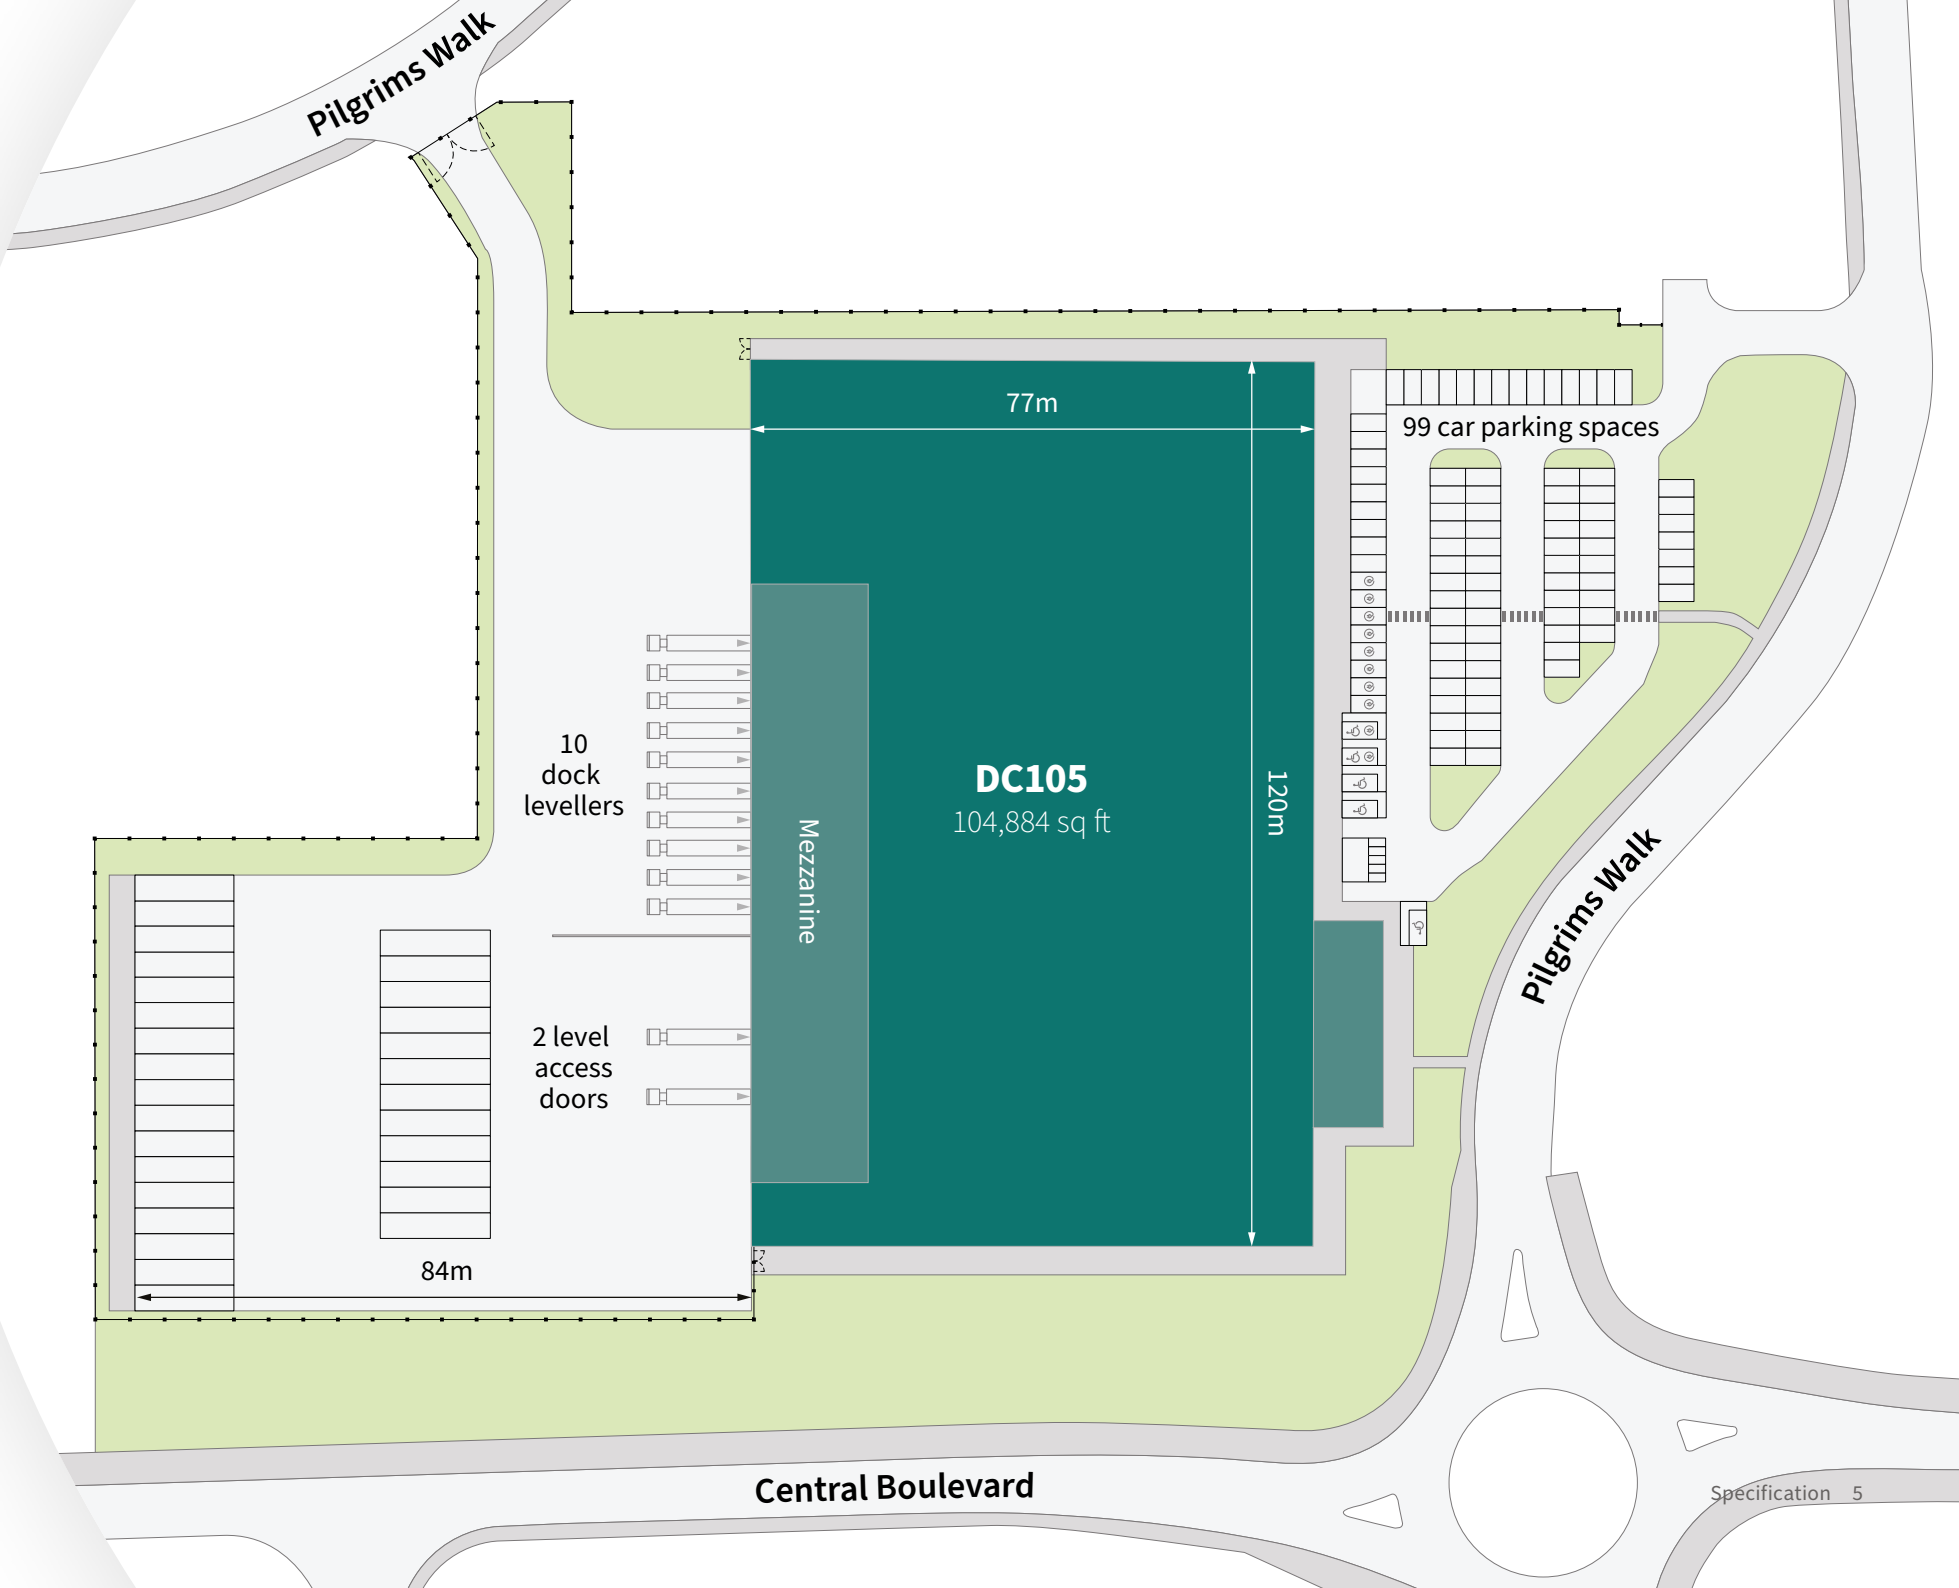 Pilgrims Walk
77m
99 car parking spaces
10
dock
levellers
DC105
104,884 sq ft
120m
Mezzanine
Pilgrims Walk
2 level
access
doors
84m
Central Boulevard
Specification 5